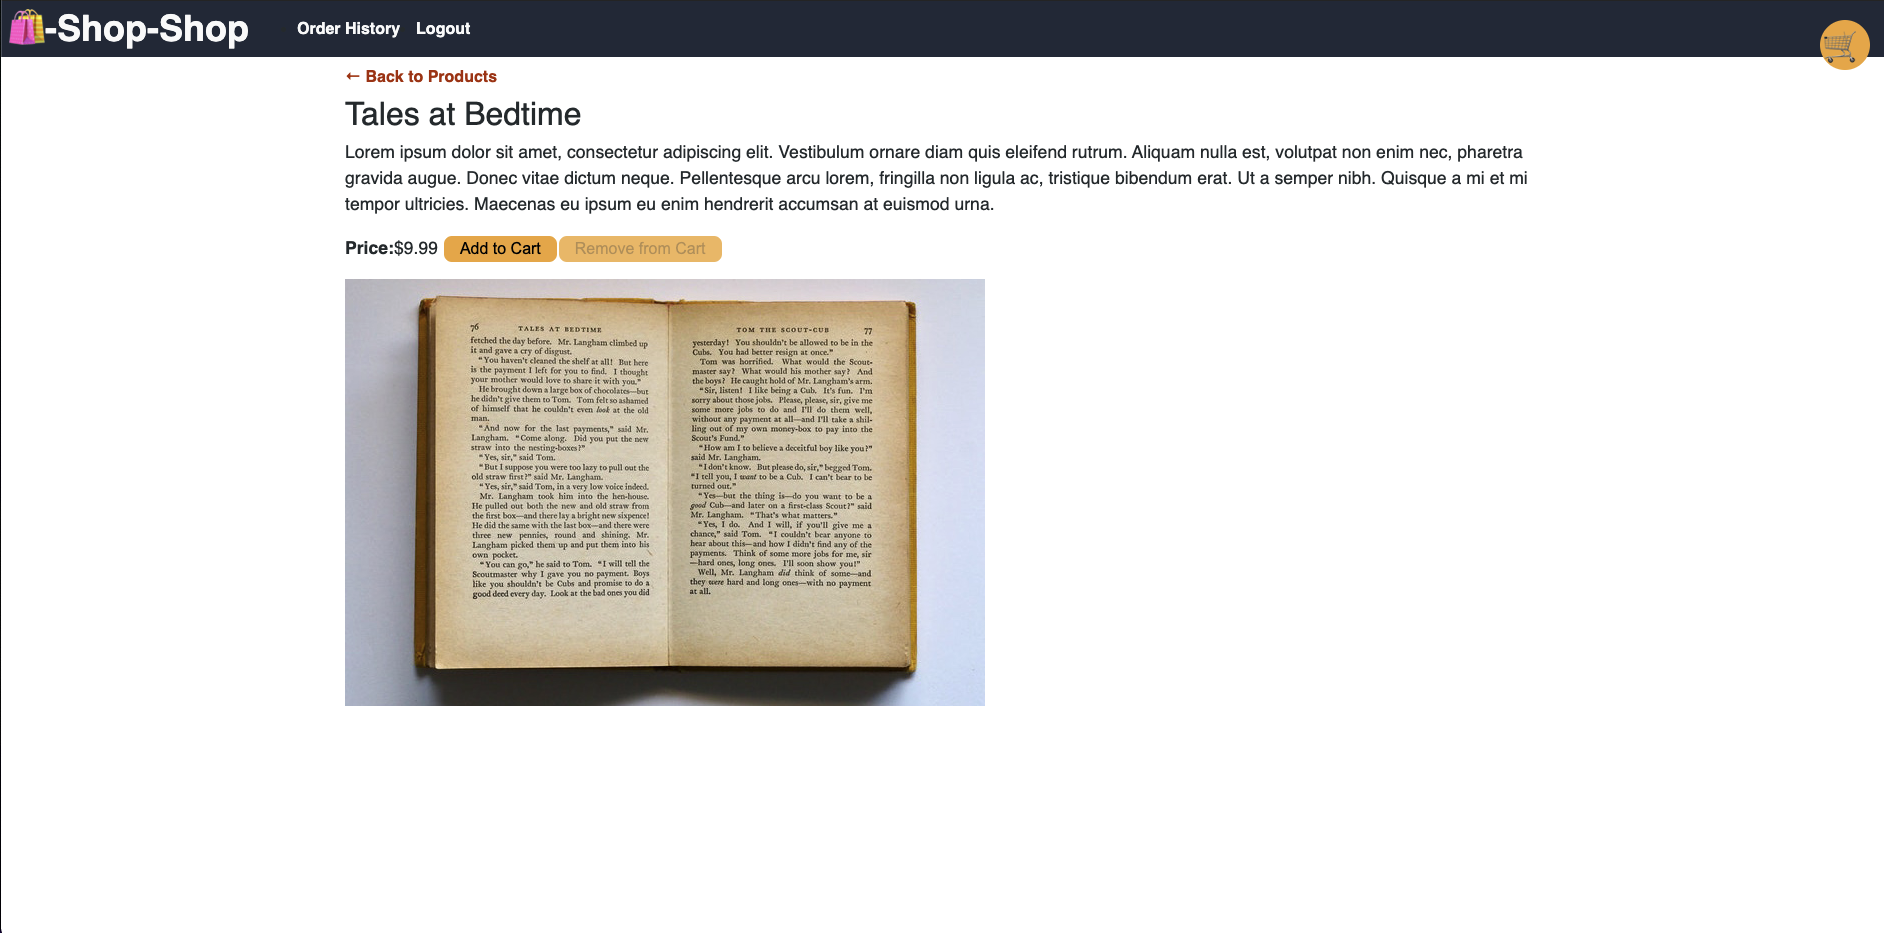 -Shop-Shop
Order History
Logout
← Back to Products
Tales at Bedtime
Lorem ipsum dolor sit amet, consectetur adipiscing elit. Vestibulum ornare diam quis eleifend rutrum. Aliquam nulla est, volutpat non enim nec, pharetra
gravida augue. Donec vitae dictum neque. Pellentesque arcu lorem, fringilla non ligula ac, tristique bibendum erat. Ut a semper nibh. Quisque a mi et mi
tempor ultricies. Maecenas eu ipsum eu enim hendrerit accumsan at euismod urna.
Price:$9.99 Add to Cart Remove from Cart
76 TALES AT BEDTIME
fetched the day before. Mr. Langham climbed up
it and gave a cry of disgust.
“You haven't cleaned the shelf at all! But here
is the payment I left for you to find. I thought
your mother would love to share it with you.”
He brought down a large box of chocolates—but
he didn't give them to Tom. Tom felt so ashamed
of himself that he couldn't even look at the old
man.
“And now for the last payments,” said Mr.
Langham. “Come along. Did you put the new
straw into the nesting-boxes?”
“Yes, sir,” said Tom.
“But I suppose you were too lazy to pull out the
old straw first?” said Mr. Langham.
“Yes, sir,” said Tom, in a very low voice indeed.
Mr. Langham took him into the hen-house.
He pulled out both the new and old straw from
the first box—and there lay a bright new sixpence!
He did the same with the last box—and there were
three new pennies, round and shining. Mr.
Langham picked them up and put them into his
own pocket.
“You can go,” he said to Tom. “I will tell the
Scoutmaster why I gave you no payment. Boys
like you shouldn't be Cubs and promise to do a
good deed every day. Look at the bad ones you did
TOM THE SCOUT-CUB 77
yesterday! You shouldn't be allowed to be in the
Cubs. You had better resign at once.”
Tom was horrified. What would the Scout-
master say? What would his mother say? And
the boys? He caught hold of Mr. Langham's arm.
“Sir, listen! I like being a Cub. It's fun. I'm
sorry about those jobs. Please, please, sir, give me
some more jobs to do and I'll do them well,
without any payment at all—and I'll take a shil-
ling out of my own money-box to pay into the
Scout's Fund.”
“How am I to believe a deceitful boy like you?”
said Mr. Langham.
“I don't know. But please do, sir,” begged Tom.
“I tell you, I want to be a Cub. I can't bear to be
turned out.”
“Yes—but the thing is—do you want to be a
good Cub—and later on a first-class Scout?” said
Mr. Langham. “That's what matters.”
“Yes, I do. And I will, if you'll give me a
chance,” said Tom. “I couldn't bear anyone to
hear about this—and how I didn't find any of the
payments. Think of some more jobs for me, sir
—hard ones, long ones. I'll soon show you!”
Well, Mr. Langham did think of some—and
they were hard and long ones—with no payment
at all.